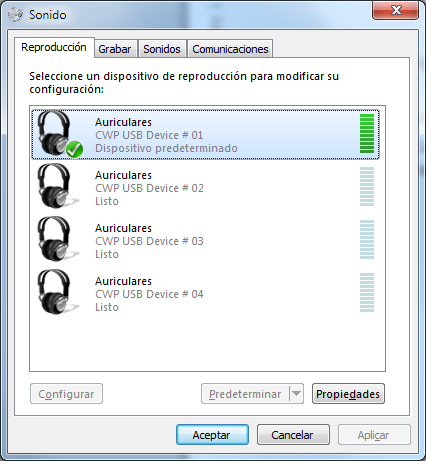 Sonido
Reproducción Grabar Sonidos Comunicaciones
Seleccione un dispositivo de reproducción para modificar su
configuración:
Auriculares
CWP USB Device # 01
Dispositivo predeterminado
Auriculares
CWP USB Device # 02
Listo
Auriculares
CWP USB Device # 03
Listo
Auriculares
CWP USB Device # 04
Listo
Configurar Predeterminar Propiedades
Aceptar Cancelar Aplicar